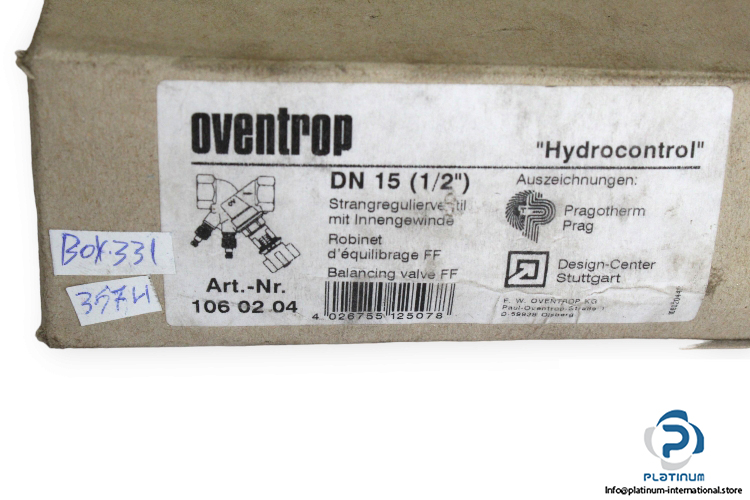 oventrop
"Hydrocontrol"
DN 15 (1/2")
Strangregulierventil
mit Innengewinde
Robinet
d'équilibrage FF
Balancing valve FF
Auszeichnungen:
Pragotherm
Prag
Design-Center
Stuttgart
Art.-Nr.
106 02 04
4 026755 125078
F. W. OVENTROP KG
Paul-Oventrop-Straße 1
D-59939 Olsberg
BOX.331
357H
PLATINUM
Info@platinum-international.store